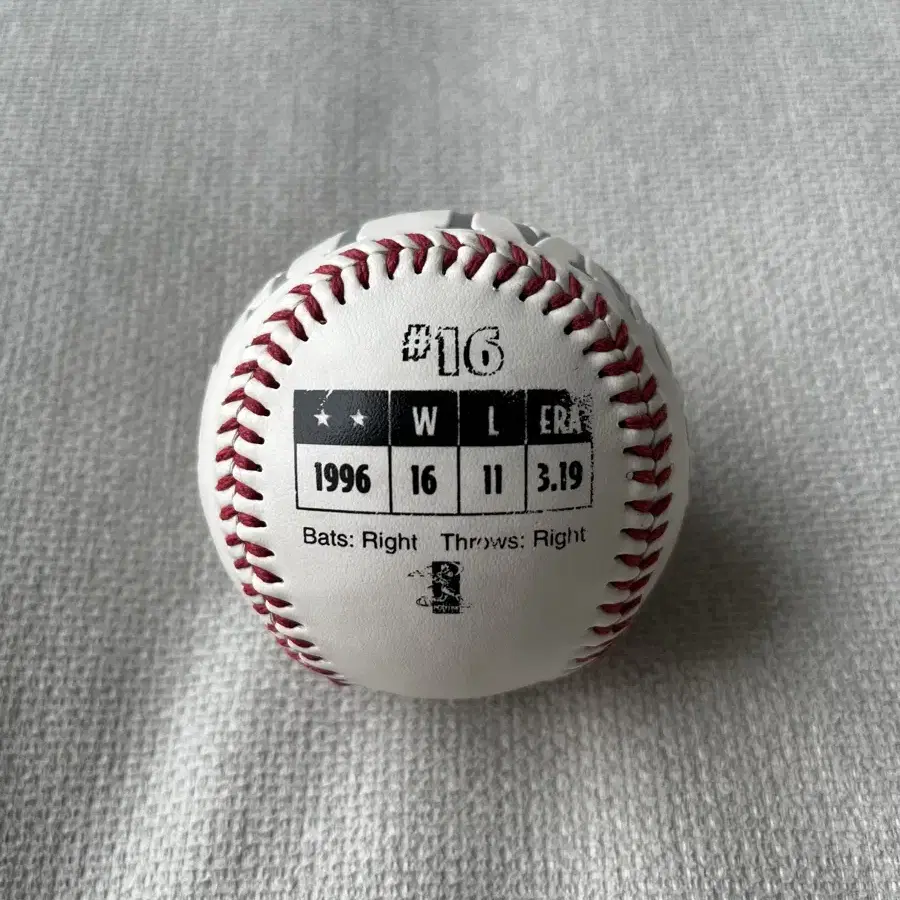 #16
★ ★ W L ERA
1996 16 11 3.19
Bats: Right Throws: Right